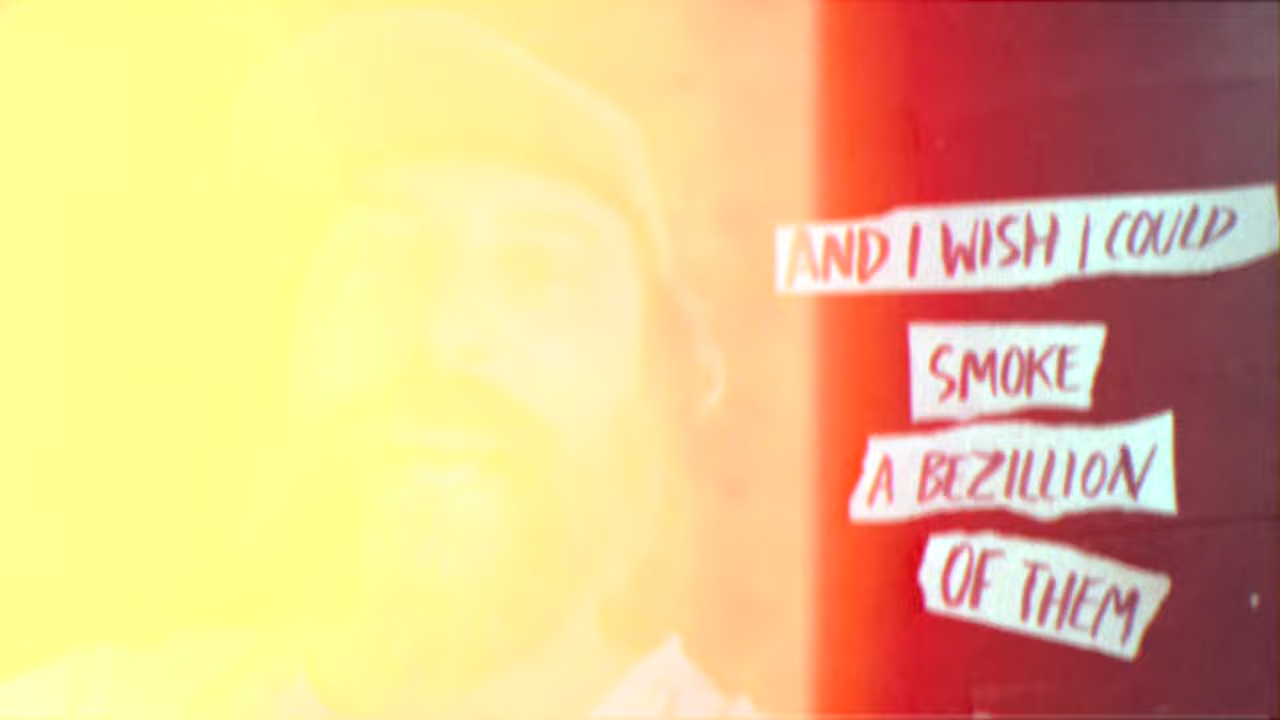 AND I WISH I COULD
SMOKE
A BEZILLION
OF THEM